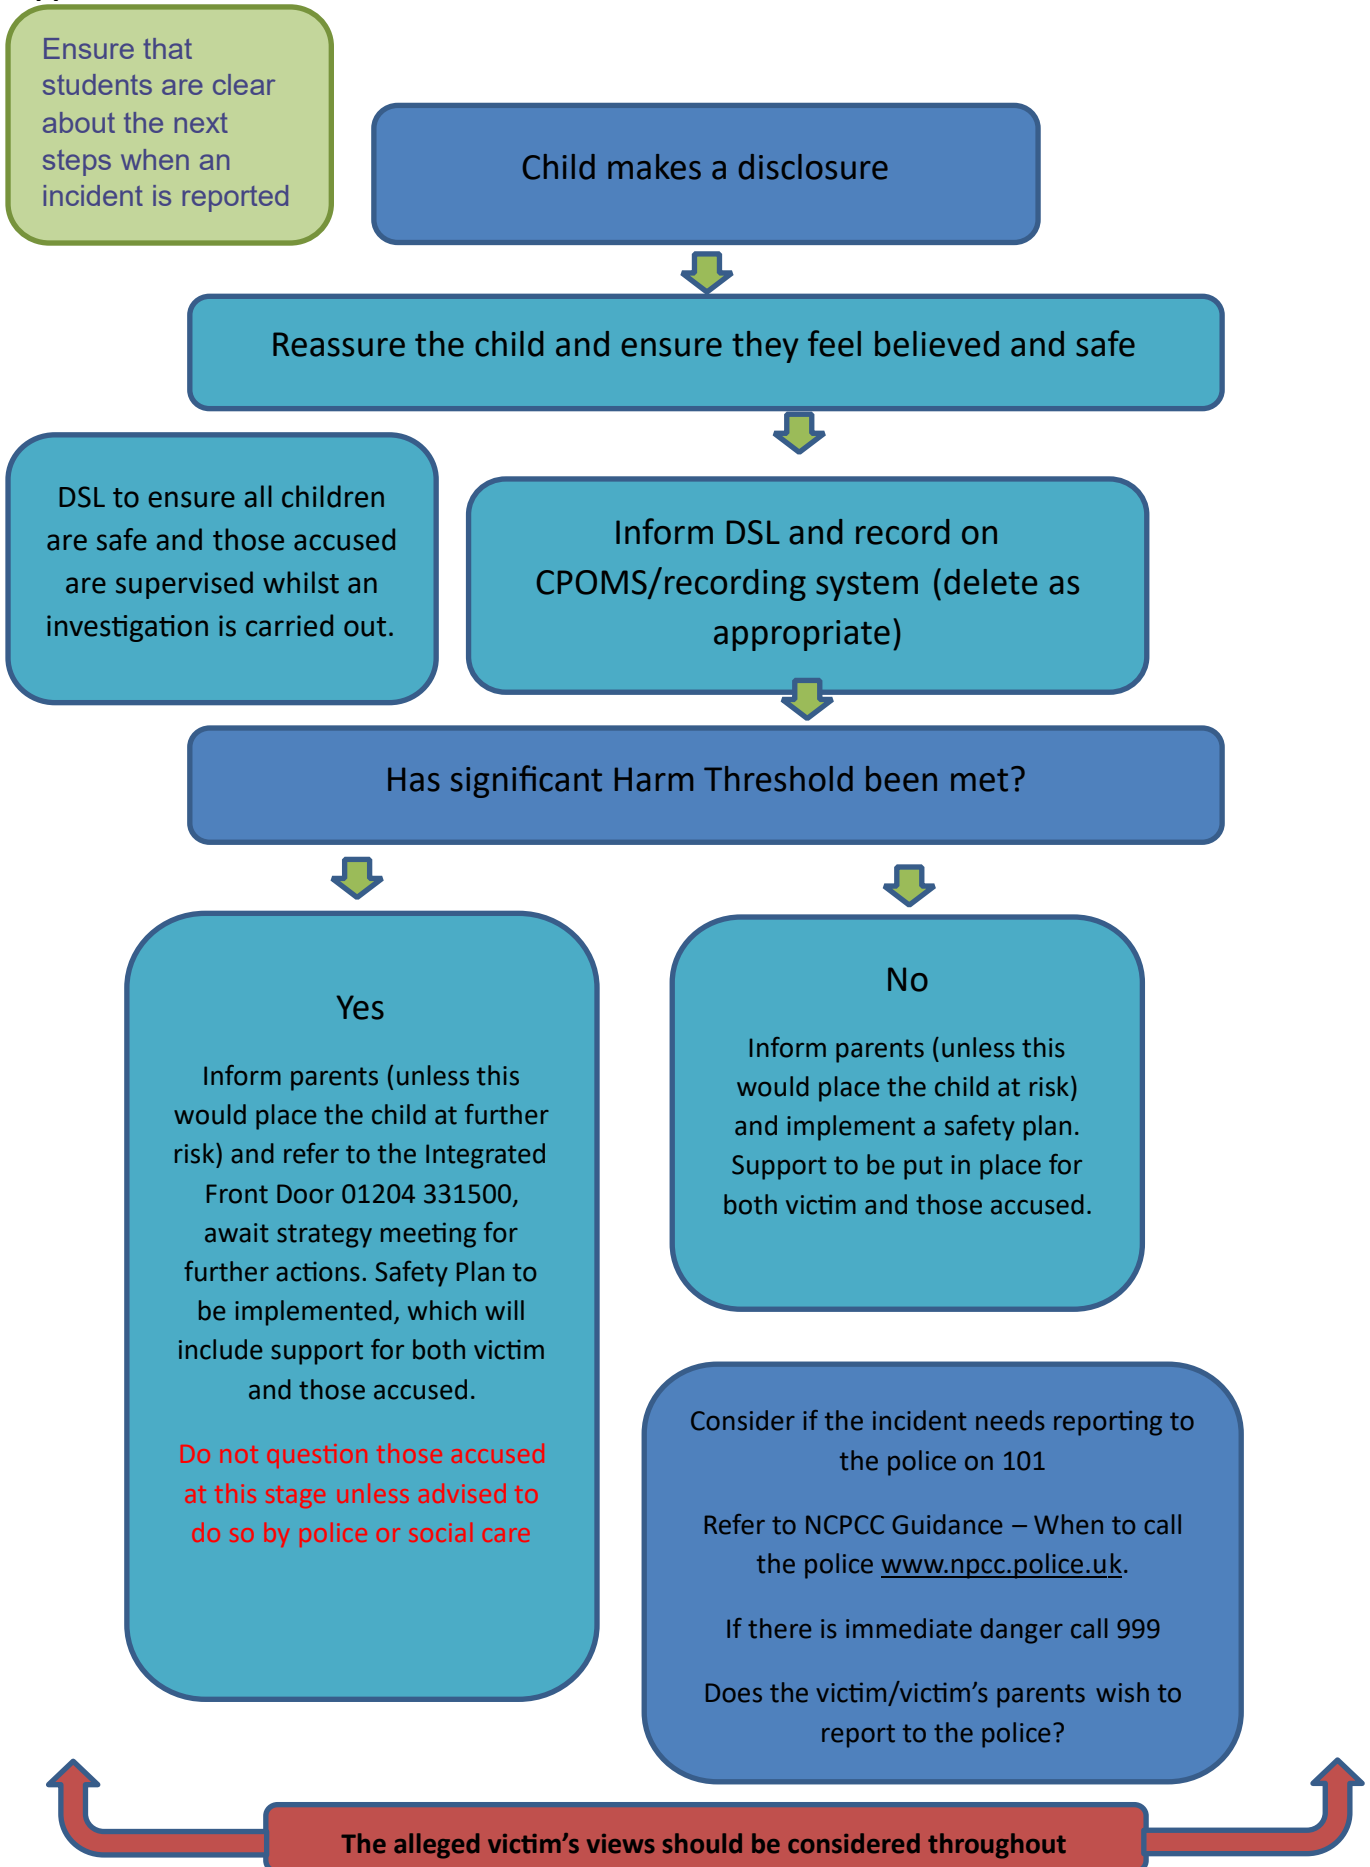 Ensure that
students are clear
about the next
steps when an
incident is reported
Child makes a disclosure
Reassure the child and ensure they feel believed and safe
DSL to ensure all children
are safe and those accused
are supervised whilst an
investigation is carried out.
Inform DSL and record on
CPOMS/recording system (delete as
appropriate)
Has significant Harm Threshold been met?
Yes
Inform parents (unless this
would place the child at further
risk) and refer to the Integrated
Front Door 01204 331500,
await strategy meeting for
further actions. Safety Plan to
be implemented, which will
include support for both victim
and those accused.
Do not question those accused
at this stage unless advised to
do so by police or social care
No
Inform parents (unless this
would place the child at risk)
and implement a safety plan.
Support to be put in place for
both victim and those accused.
Consider if the incident needs reporting to
the police on 101
Refer to NCPCC Guidance – When to call
the police www.npcc.police.uk.
If there is immediate danger call 999
Does the victim/victim’s parents wish to
report to the police?
The alleged victim’s views should be considered throughout